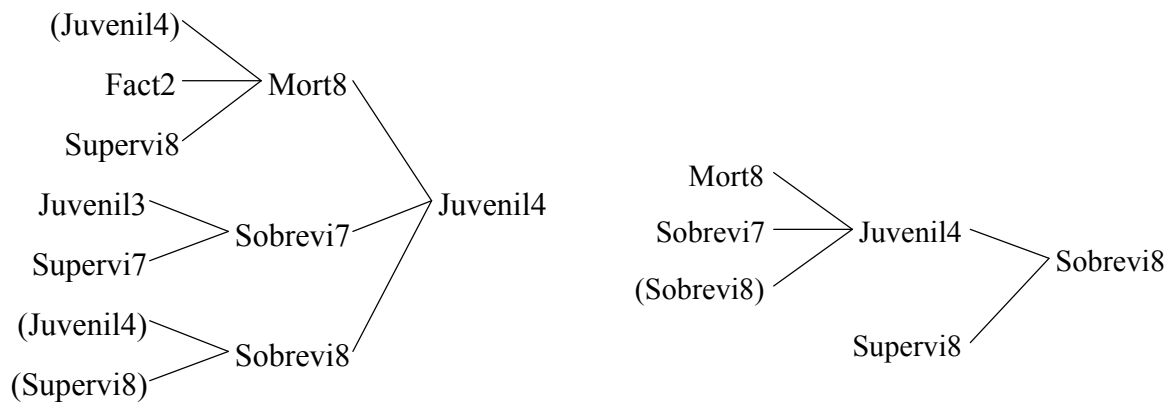 (Juvenil4)
Fact2
Mort8
Supervi8
Juvenil3
Sobrevi7
Juvenil4
Supervi7
(Juvenil4)
Sobrevi8
(Supervi8)
Mort8
Sobrevi7
Juvenil4
Sobrevi8
(Sobrevi8)
Supervi8